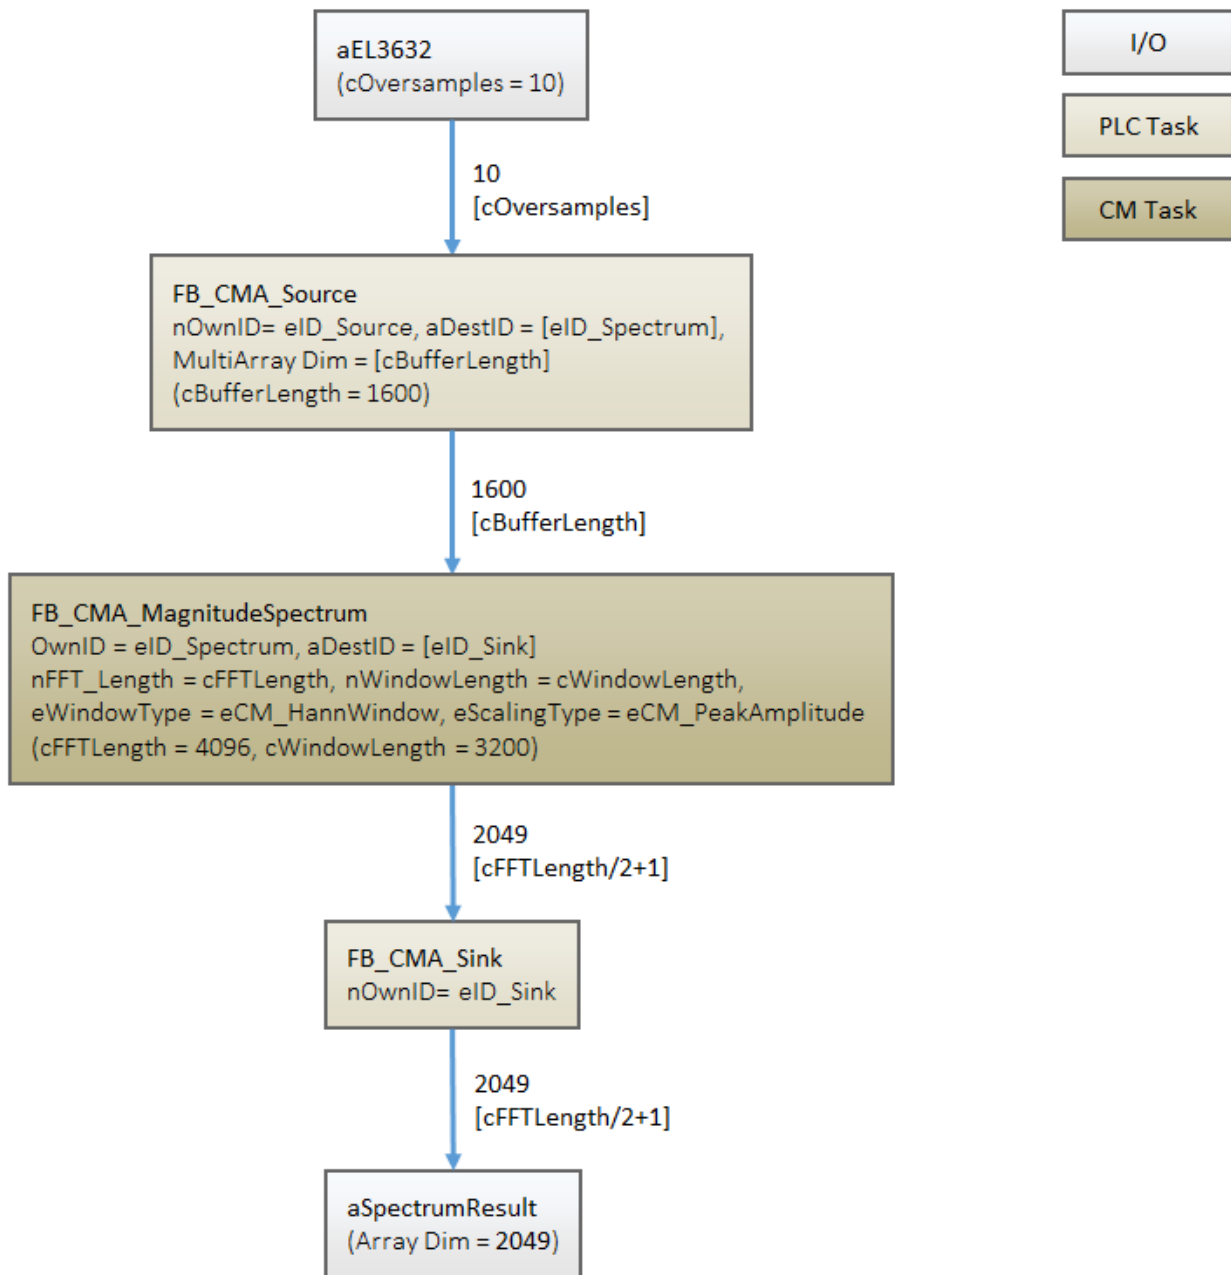 aEL3632
(cOversamples = 10)
I/O
PLC Task
CM Task
10
[cOversamples]
FB_CMA_Source
nOwnID= eID_Source, aDestID = [eID_Spectrum],
MultiArray Dim = [cBufferLength]
(cBufferLength = 1600)
1600
[cBufferLength]
FB_CMA_MagnitudeSpectrum
OwnID = eID_Spectrum, aDestID = [eID_Sink]
nFFT_Length = cFFTLength, nWindowLength = cWindowLength,
eWindowType = eCM_HannWindow, eScalingType = eCM_PeakAmplitude
(cFFTLength = 4096, cWindowLength = 3200)
2049
[cFFTLength/2+1]
FB_CMA_Sink
nOwnID= eID_Sink
2049
[cFFTLength/2+1]
aSpectrumResult
(Array Dim = 2049)